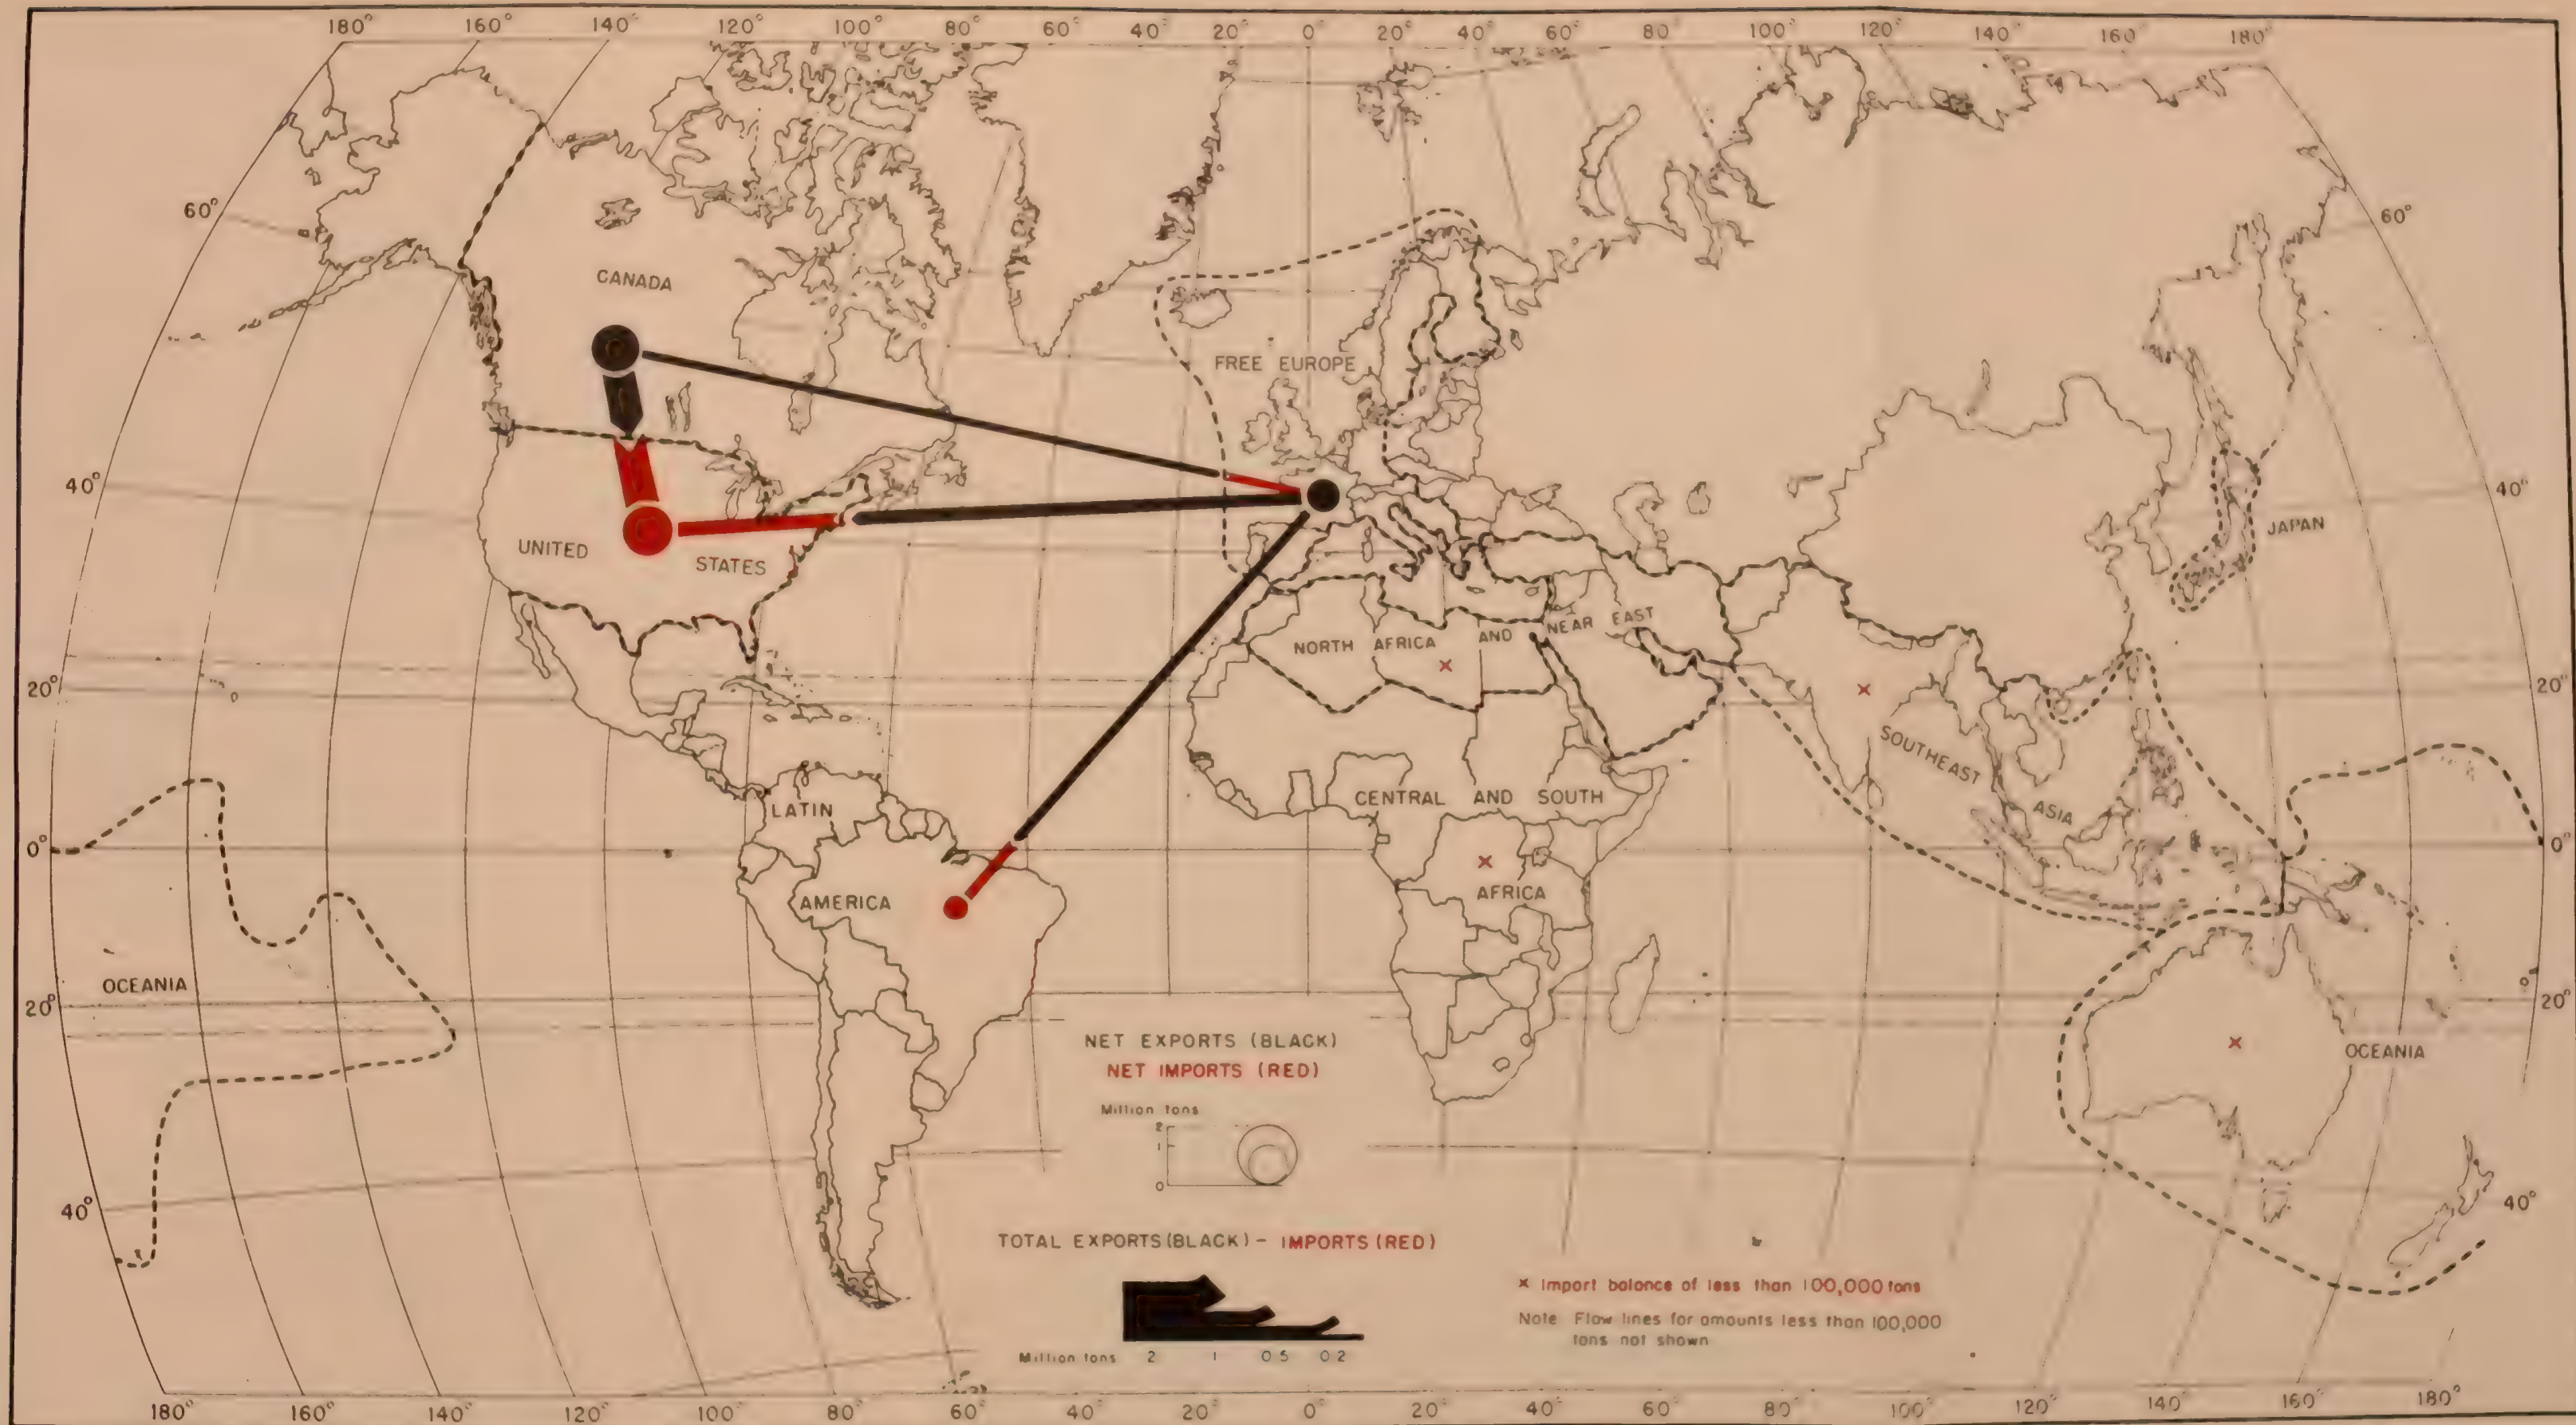 180° 160° 140° 120° 100° 80° 60° 40° 20° 0° 20° 40° 60° 80° 100° 120° 140° 160° 180°
60° 60°
CANADA
FREE EUROPE
40° 40°
JAPAN
UNITED STATES
NORTH AFRICA AND NEAR EAST
20° 20°
SOUTHEAST ASIA
LATIN AMERICA
CENTRAL AND SOUTH AFRICA
0° 0°
OCEANIA
20° 20°
OCEANIA
NET EXPORTS (BLACK)
NET IMPORTS (RED)
Million tons
2
1
0
40° 40°
TOTAL EXPORTS (BLACK) - IMPORTS (RED)
Million tons 2 1 0.5 0.2
x Import balance of less than 100,000 tons
Note Flow lines for amounts less than 100,000
tons not shown
180° 160° 140° 120° 100° 80° 60° 40° 20° 0° 20° 40° 60° 80° 100° 120° 140° 160° 180°